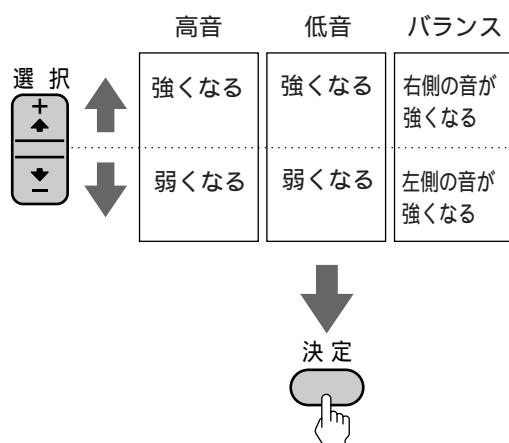 高音 低音 バランス
選 択
+
強くなる 強くなる 右側の音が
強くなる
弱くなる 弱くなる 左側の音が
強くなる
−
決 定